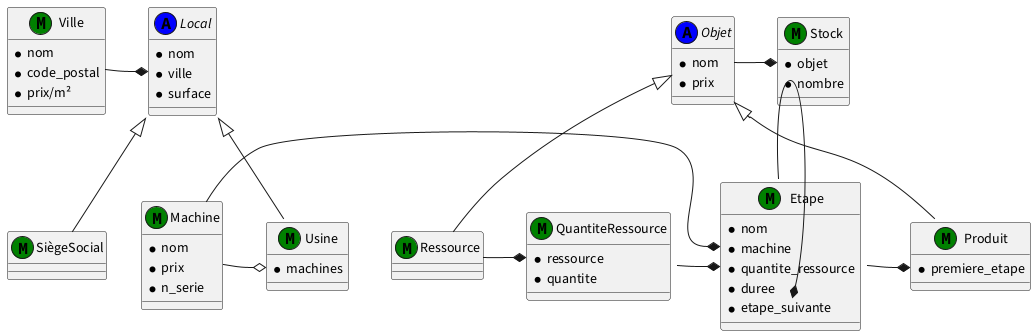 M Ville
nom
code_postal
prix/m²
A Local
nom
ville
surface
A Objet
nom
prix
M Stock
objet
nombre
M SiègeSocial
M Machine
nom
prix
n_serie
M Usine
machines
M Ressource
M QuantiteRessource
ressource
quantite
M Etape
nom
machine
quantite_ressource
duree
etape_suivante
M Produit
premiere_etape